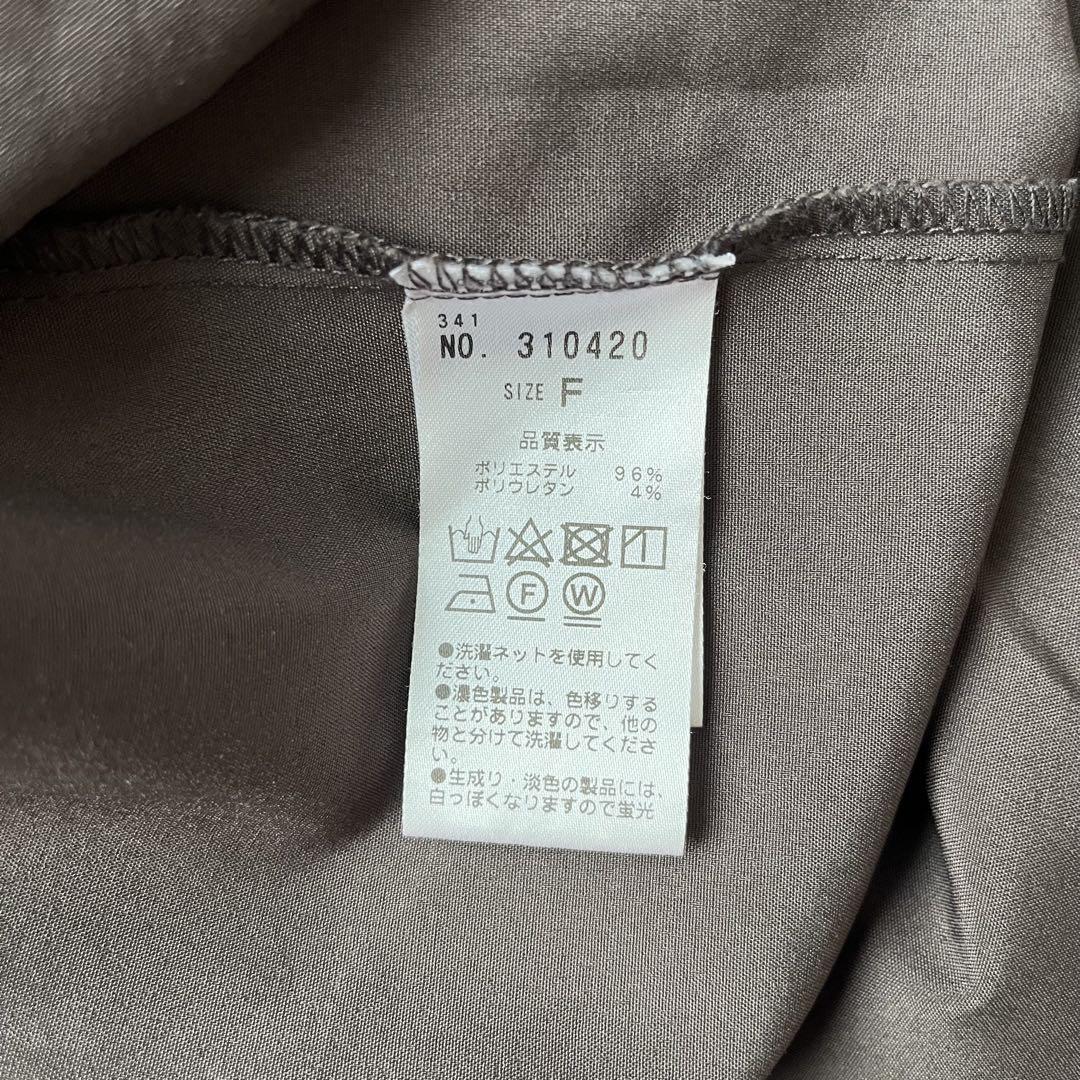 341
NO. 310420
SIZE F
品質表示
ポリエステル 96%
ポリウレタン 4%
F W
●洗濯ネットを使用してく
ださい。
●濃色製品は、色移りする
ことがありますので、他の
物と分けて洗濯してくださ
い。
●生成り・淡色の製品には、
白っぽくなりますので蛍光